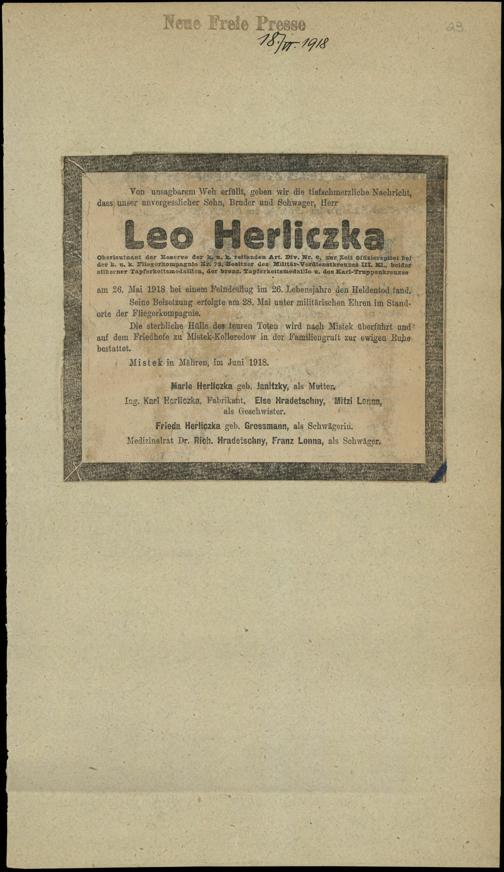 Neue Freie Presse
23
18./VI. 1918
Von unsagbarem Weh erfüllt, geben wir die tiefschmerzliche Nachricht,
dass unser unvergesslicher Sohn, Bruder und Schwager, Herr
Leo Herliczka
Oberleutnant der Reserve der k. u. k. reitenden Art. Div. Nr. zur Zeit Offizierspilot bei
der k. u. k. Fliegerkompagnie Nr. Besitzer des Militär-Verdienstkreuzes III. Kl., beider
silberner Tapferkeitsmedaillen, der bronz. Tapferkeitsmedaille u. des Karl-Truppenkreuzes
am 26. Mai 1918 bei einem Feindesflug im 26. Lebensjahre den Heldentod fand.
Seine Beisetzung erfolgte am 28. Mai unter militärischen Ehren im Stand-
orte der Fliegerkompagnie.
Die sterbliche Hülle des teuren Toten wird nach Mistek überführt und
auf dem Friedhofe zu Mistek-Kolloredow in der Familiengruft zur ewigen Ruhe
bestattet.
Mistek in Mähren, im Juni 1918.
Marie Herliczka geb. Janitzky, als Mutter.
Ing. Karl Herliczka, Fabrikant, Else Hradetschny, Mitzi Lonna,
als Geschwister.
Frieda Herliczka geb. Grossmann, als Schwägerin.
Medizinalrat Dr. Rich. Hradetschny, Franz Lonna, als Schwäger.